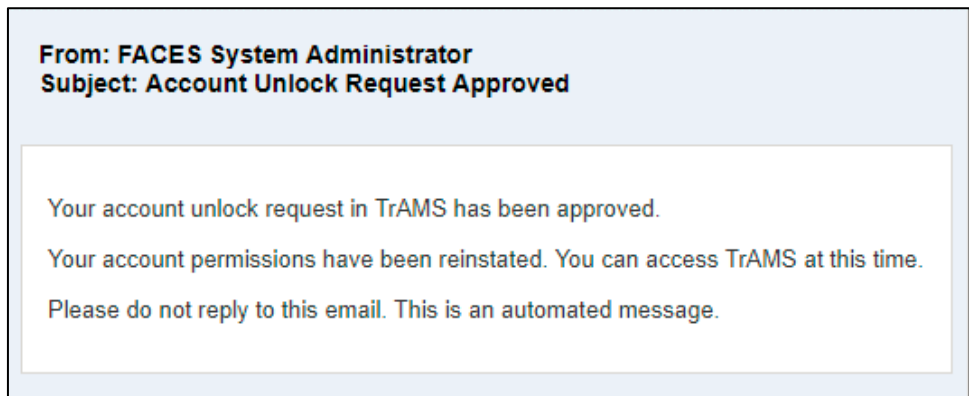 From: FACES System Administrator
Subject: Account Unlock Request Approved
Your account unlock request in TrAMS has been approved.
Your account permissions have been reinstated. You can access TrAMS at this time.
Please do not reply to this email. This is an automated message.